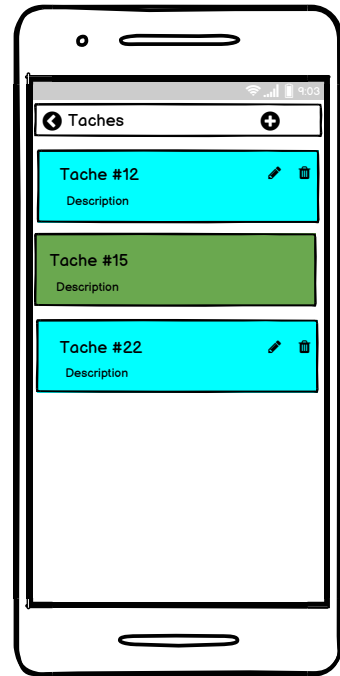 9:03
Taches
Tache #12
Description
Tache #15
Description
Tache #22
Description